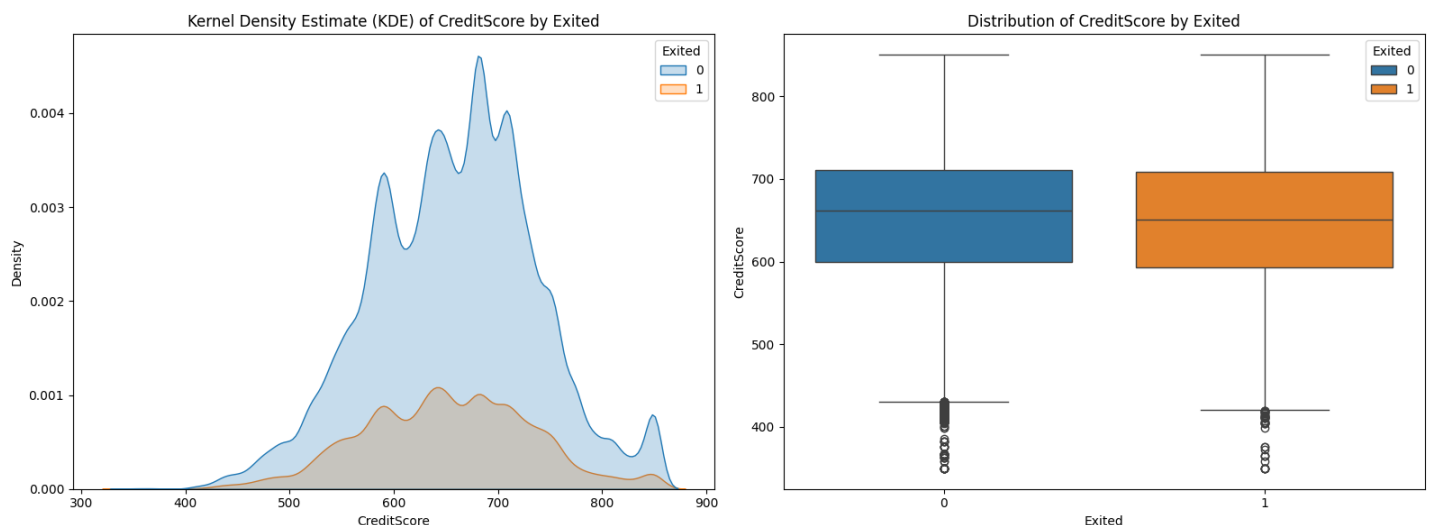 Kernel Density Estimate (KDE) of CreditScore by Exited
Exited
0
1
Density
0.004
0.003
0.002
0.001
0.000
300 400 500 600 700 800 900
CreditScore
Distribution of CreditScore by Exited
Exited
0
1
CreditScore
800
700
600
500
400
0 1
Exited